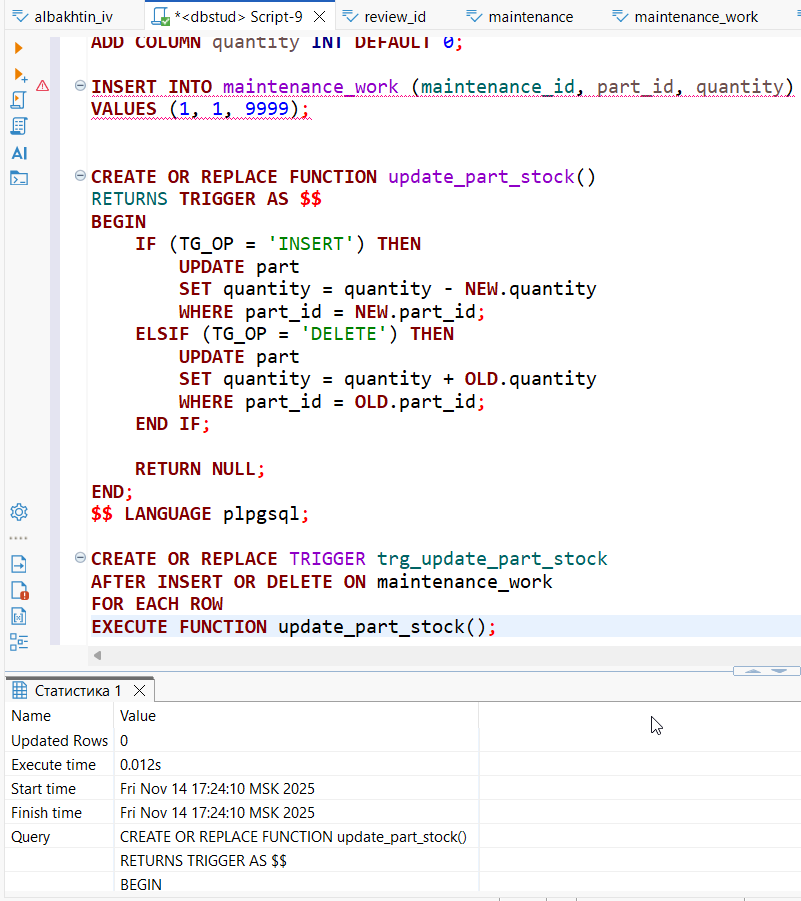 albakhtin_iv
*<dbstud> Script-9
review_id
maintenance
maintenance_work
ADD COLUMN quantity INT DEFAULT 0;
INSERT INTO maintenance_work (maintenance_id, part_id, quantity)
VALUES (1, 1, 9999);
CREATE OR REPLACE FUNCTION update_part_stock()
RETURNS TRIGGER AS $$
BEGIN
IF (TG_OP = 'INSERT') THEN
UPDATE part
SET quantity = quantity - NEW.quantity
WHERE part_id = NEW.part_id;
ELSIF (TG_OP = 'DELETE') THEN
UPDATE part
SET quantity = quantity + OLD.quantity
WHERE part_id = OLD.part_id;
END IF;
RETURN NULL;
END;
$$ LANGUAGE plpgsql;
CREATE OR REPLACE TRIGGER trg_update_part_stock
AFTER INSERT OR DELETE ON maintenance_work
FOR EACH ROW
EXECUTE FUNCTION update_part_stock();
AI
Статистика 1
Name Value
Updated Rows 0
Execute time 0.012s
Start time Fri Nov 14 17:24:10 MSK 2025
Finish time Fri Nov 14 17:24:10 MSK 2025
Query CREATE OR REPLACE FUNCTION update_part_stock()
RETURNS TRIGGER AS $$
BEGIN